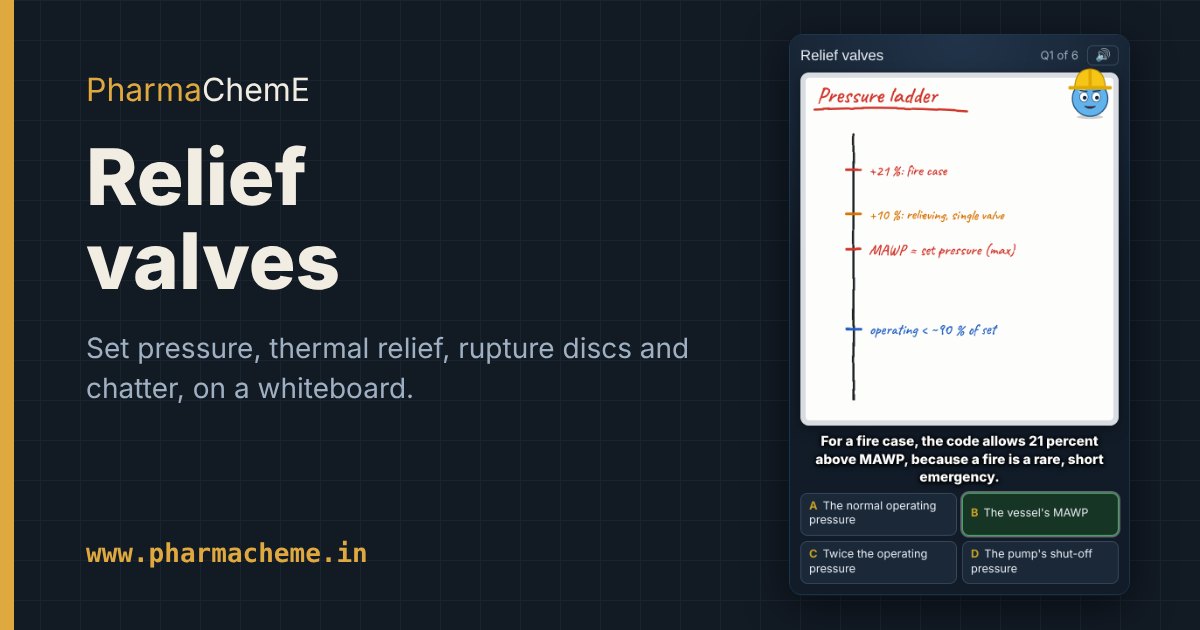 PharmaChemE
Relief
valves
Set pressure, thermal relief, rupture discs and
chatter, on a whiteboard.
www.pharmacheme.in
Relief valves
Q1 of 6
Pressure ladder
+21 %: fire case
+10 %: relieving, single valve
MAWP = set pressure (max)
operating < ~90 % of set
For a fire case, the code allows 21 percent
above MAWP, because a fire is a rare, short
emergency.
A The normal operating
pressure
B The vessel's MAWP
C Twice the operating
pressure
D The pump's shut-off
pressure